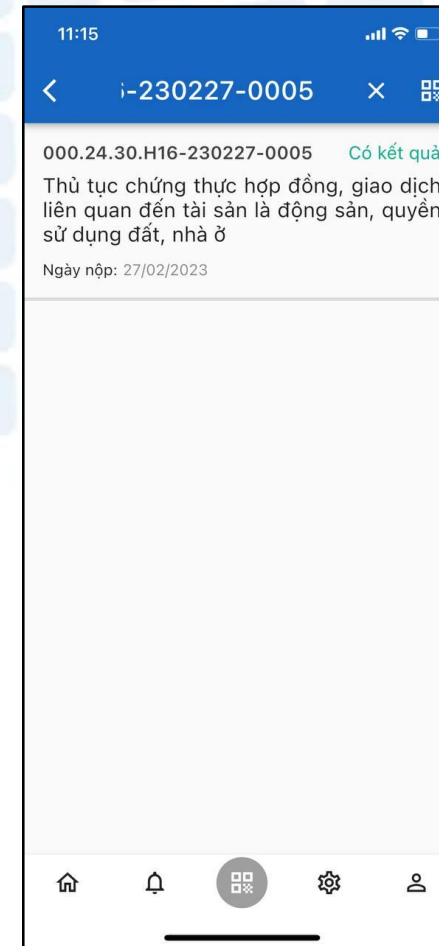 11:15
-230227-0005
000.24.30.H16-230227-0005 Có kết quả
Thủ tục chứng thực hợp đồng, giao dịch
liên quan đến tài sản là động sản, quyền
sử dụng đất, nhà ở
Ngày nộp: 27/02/2023